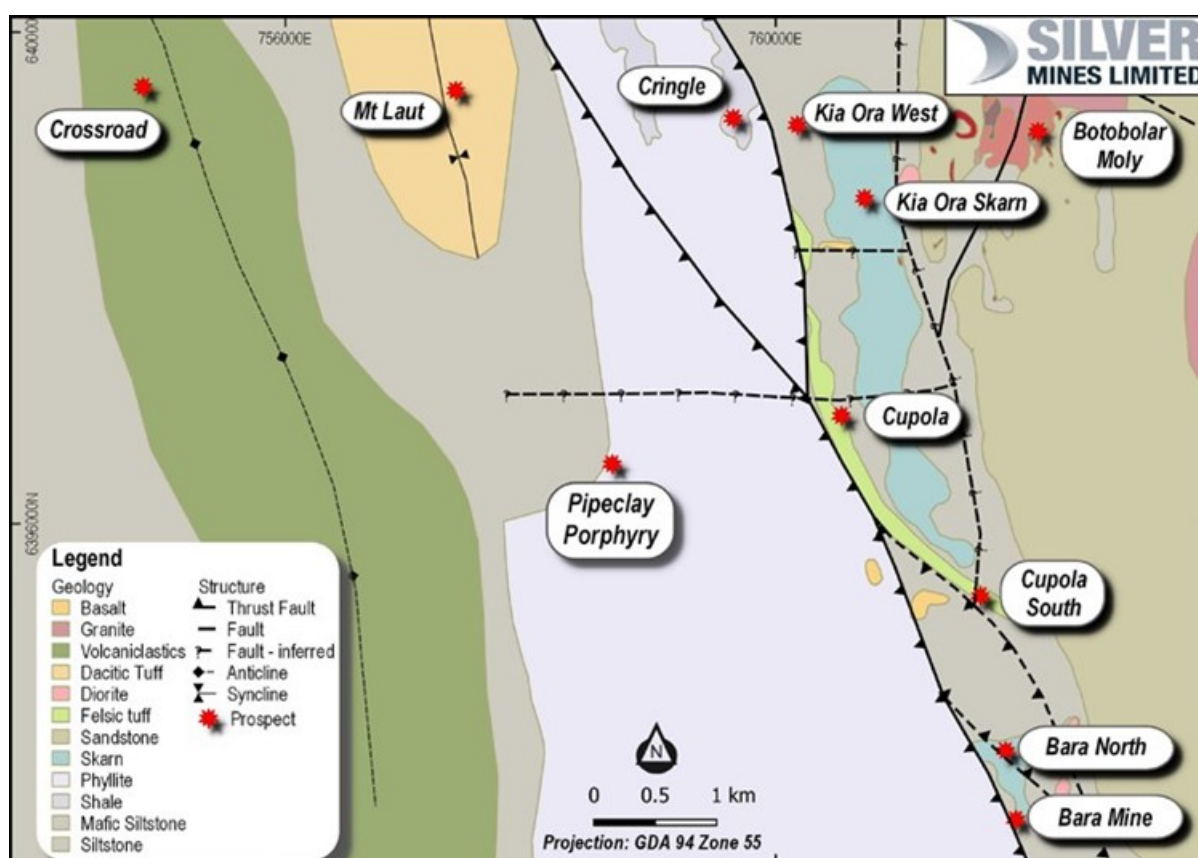 756000E
760000E
640000
SILVER
MINES LIMITED
Crossroad
Mt Laut
Cringle
Kia Ora West
Botobolar
Moly
Kia Ora Skarn
Cupola
Pipeclay
Porphyry
6396000N
Cupola
South
Bara North
Bara Mine
Legend
Geology
Basalt
Granite
Volcaniclastics
Dacitic Tuff
Diorite
Felsic tuff
Sandstone
Skarn
Phyllite
Shale
Mafic Siltstone
Siltstone
Structure
Thrust Fault
Fault
Fault - inferred
Anticline
Syncline
Prospect
N
0 0.5 1 km
Projection: GDA 94 Zone 55